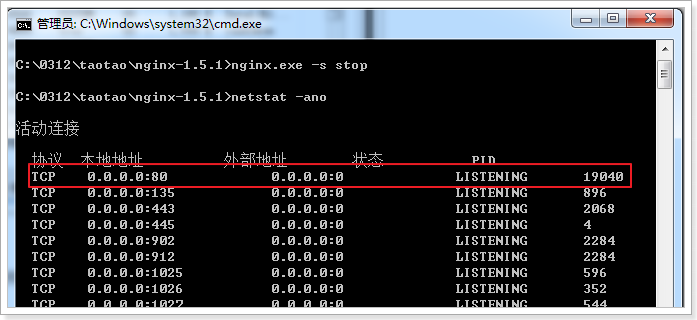 管理员: C:\Windows\system32\cmd.exe
C:\0312\taotao\nginx-1.5.1>nginx.exe -s stop
C:\0312\taotao\nginx-1.5.1>netstat -ano
活动连接
协议 本地地址 外部地址 状态 PID
TCP 0.0.0.0:80 0.0.0.0:0 LISTENING 19040
TCP 0.0.0.0:135 0.0.0.0:0 LISTENING 896
TCP 0.0.0.0:443 0.0.0.0:0 LISTENING 2068
TCP 0.0.0.0:445 0.0.0.0:0 LISTENING 4
TCP 0.0.0.0:902 0.0.0.0:0 LISTENING 2284
TCP 0.0.0.0:912 0.0.0.0:0 LISTENING 2284
TCP 0.0.0.0:1025 0.0.0.0:0 LISTENING 596
TCP 0.0.0.0:1026 0.0.0.0:0 LISTENING 352
TCP 0.0.0.0:1027 0.0.0.0:0 LISTENING 544